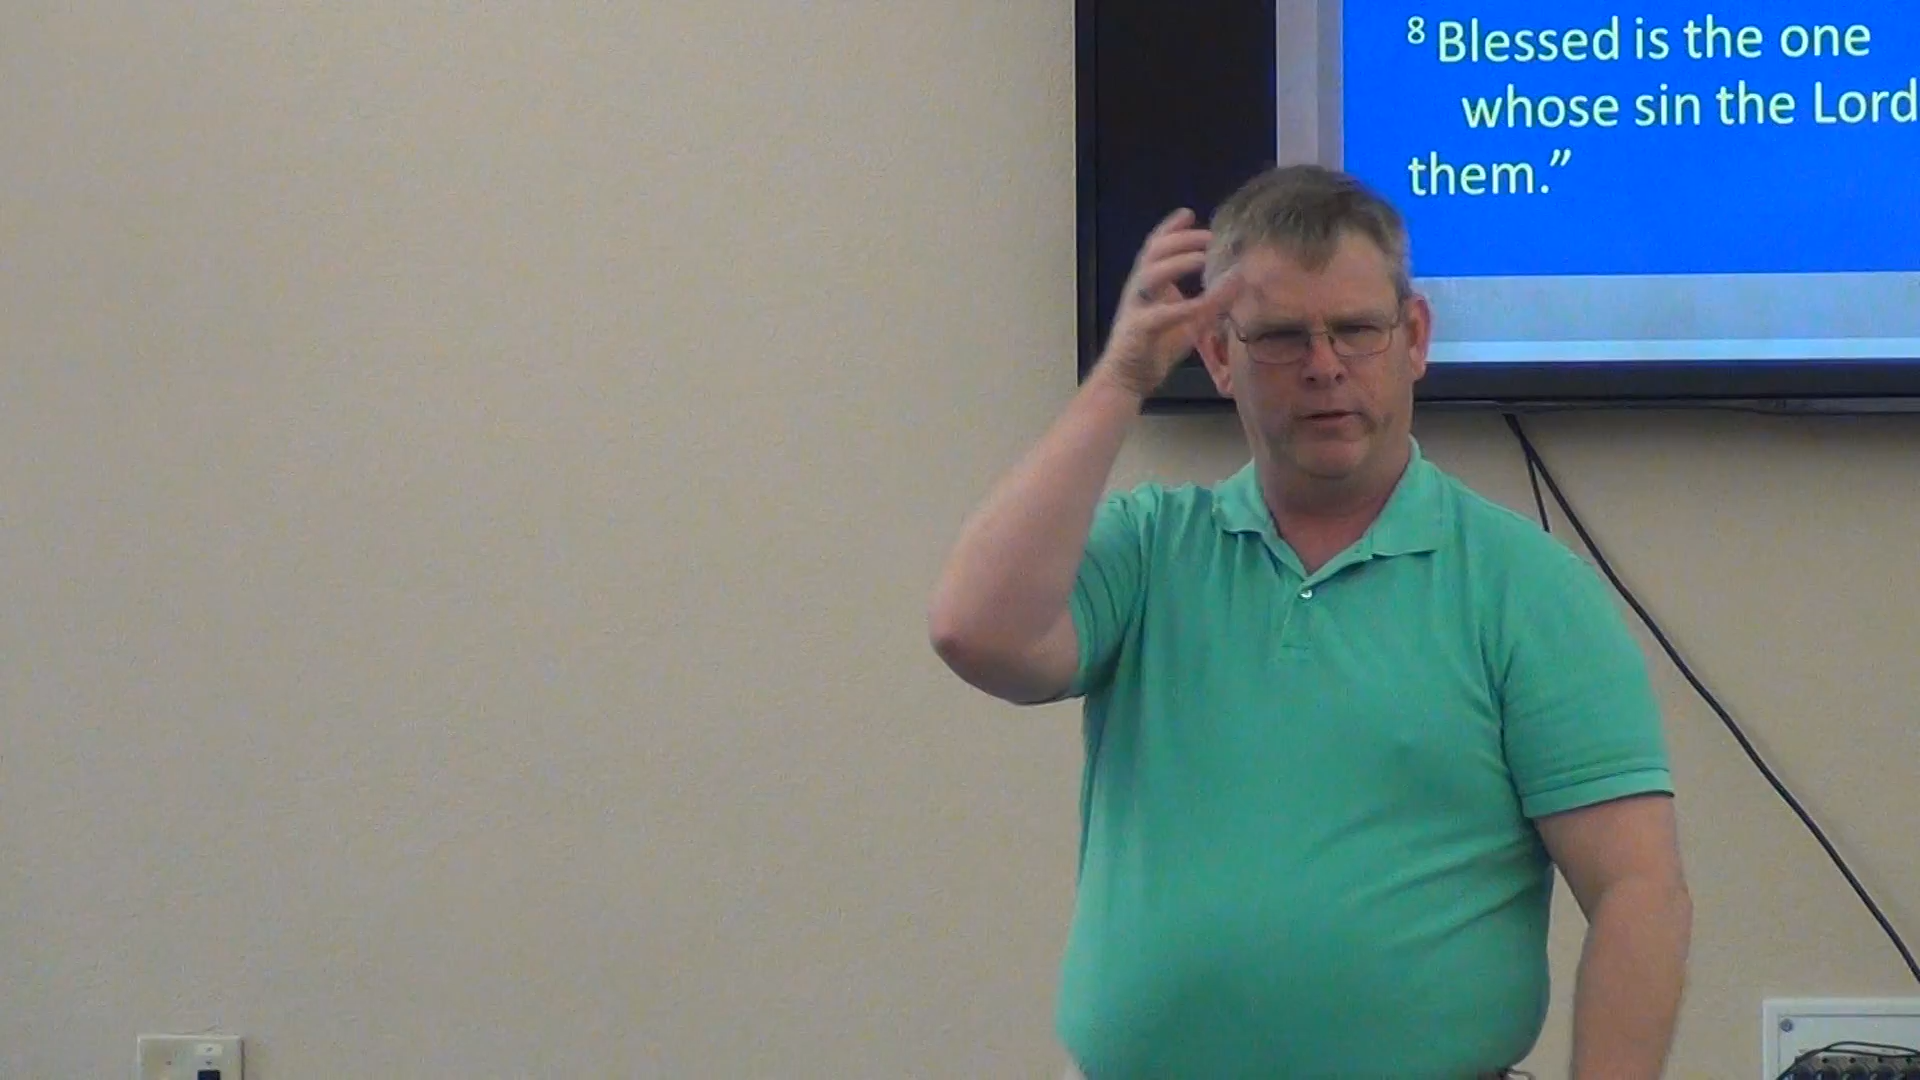 8 Blessed is the one
whose sin the Lord
them.”